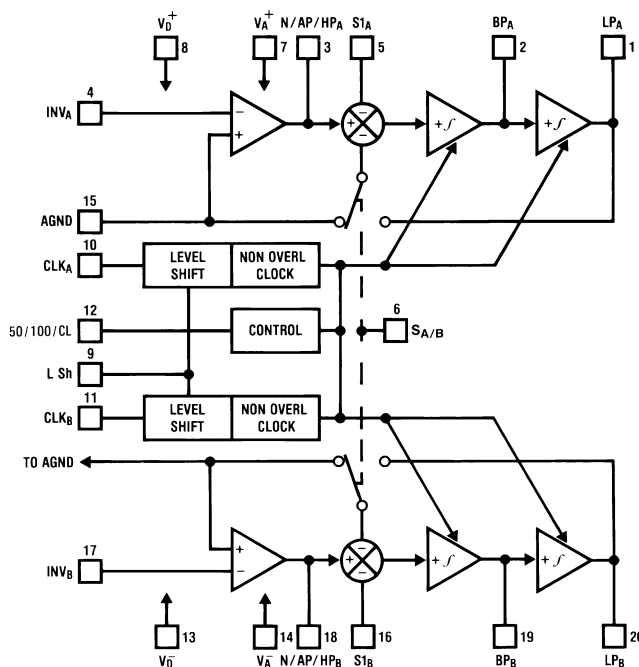 V_D^+ V_A^+ N/AP/HP_A S1_A BP_A LP_A
8 7 3 5 2 1
4
INV_A − + + − − + ∫ + ∫
15
AGND
10
CLK_A LEVEL SHIFT NON OVERL CLOCK
12 6
50/100/CL CONTROL S_A/B
9
L Sh
11
CLK_B LEVEL SHIFT NON OVERL CLOCK
TO AGND
17
INV_B + − + − − + ∫ + ∫
13 14 18 16 19 20
V_D^− V_A^− N/AP/HP_B S1_B BP_B LP_B